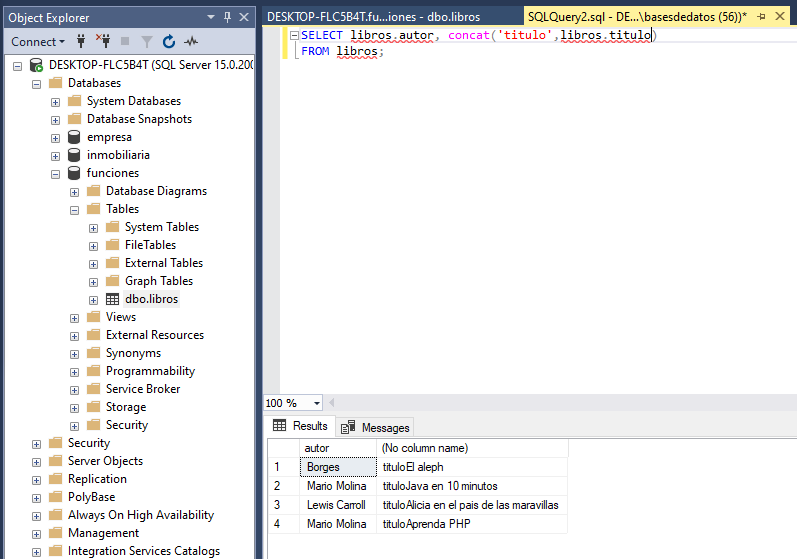 Object Explorer
Connect
DESKTOP-FLC5B4T (SQL Server 15.0.200
Databases
System Databases
Database Snapshots
empresa
inmobiliaria
funciones
Database Diagrams
Tables
System Tables
FileTables
External Tables
Graph Tables
dbo.libros
Views
External Resources
Synonyms
Programmability
Service Broker
Storage
Security
Security
Server Objects
Replication
PolyBase
Always On High Availability
Management
Integration Services Catalogs
DESKTOP-FLC5B4T.fu...iones - dbo.libros
SQLQuery2.sql - DE...\basesdedatos (56))*
SELECT libros.autor, concat('titulo',libros.titulo)
FROM libros;
100 %
Results Messages
autor (No column name)
1 Borges tituloEl aleph
2 Mario Molina tituloJava en 10 minutos
3 Lewis Carroll tituloAlicia en el pais de las maravillas
4 Mario Molina tituloAprenda PHP